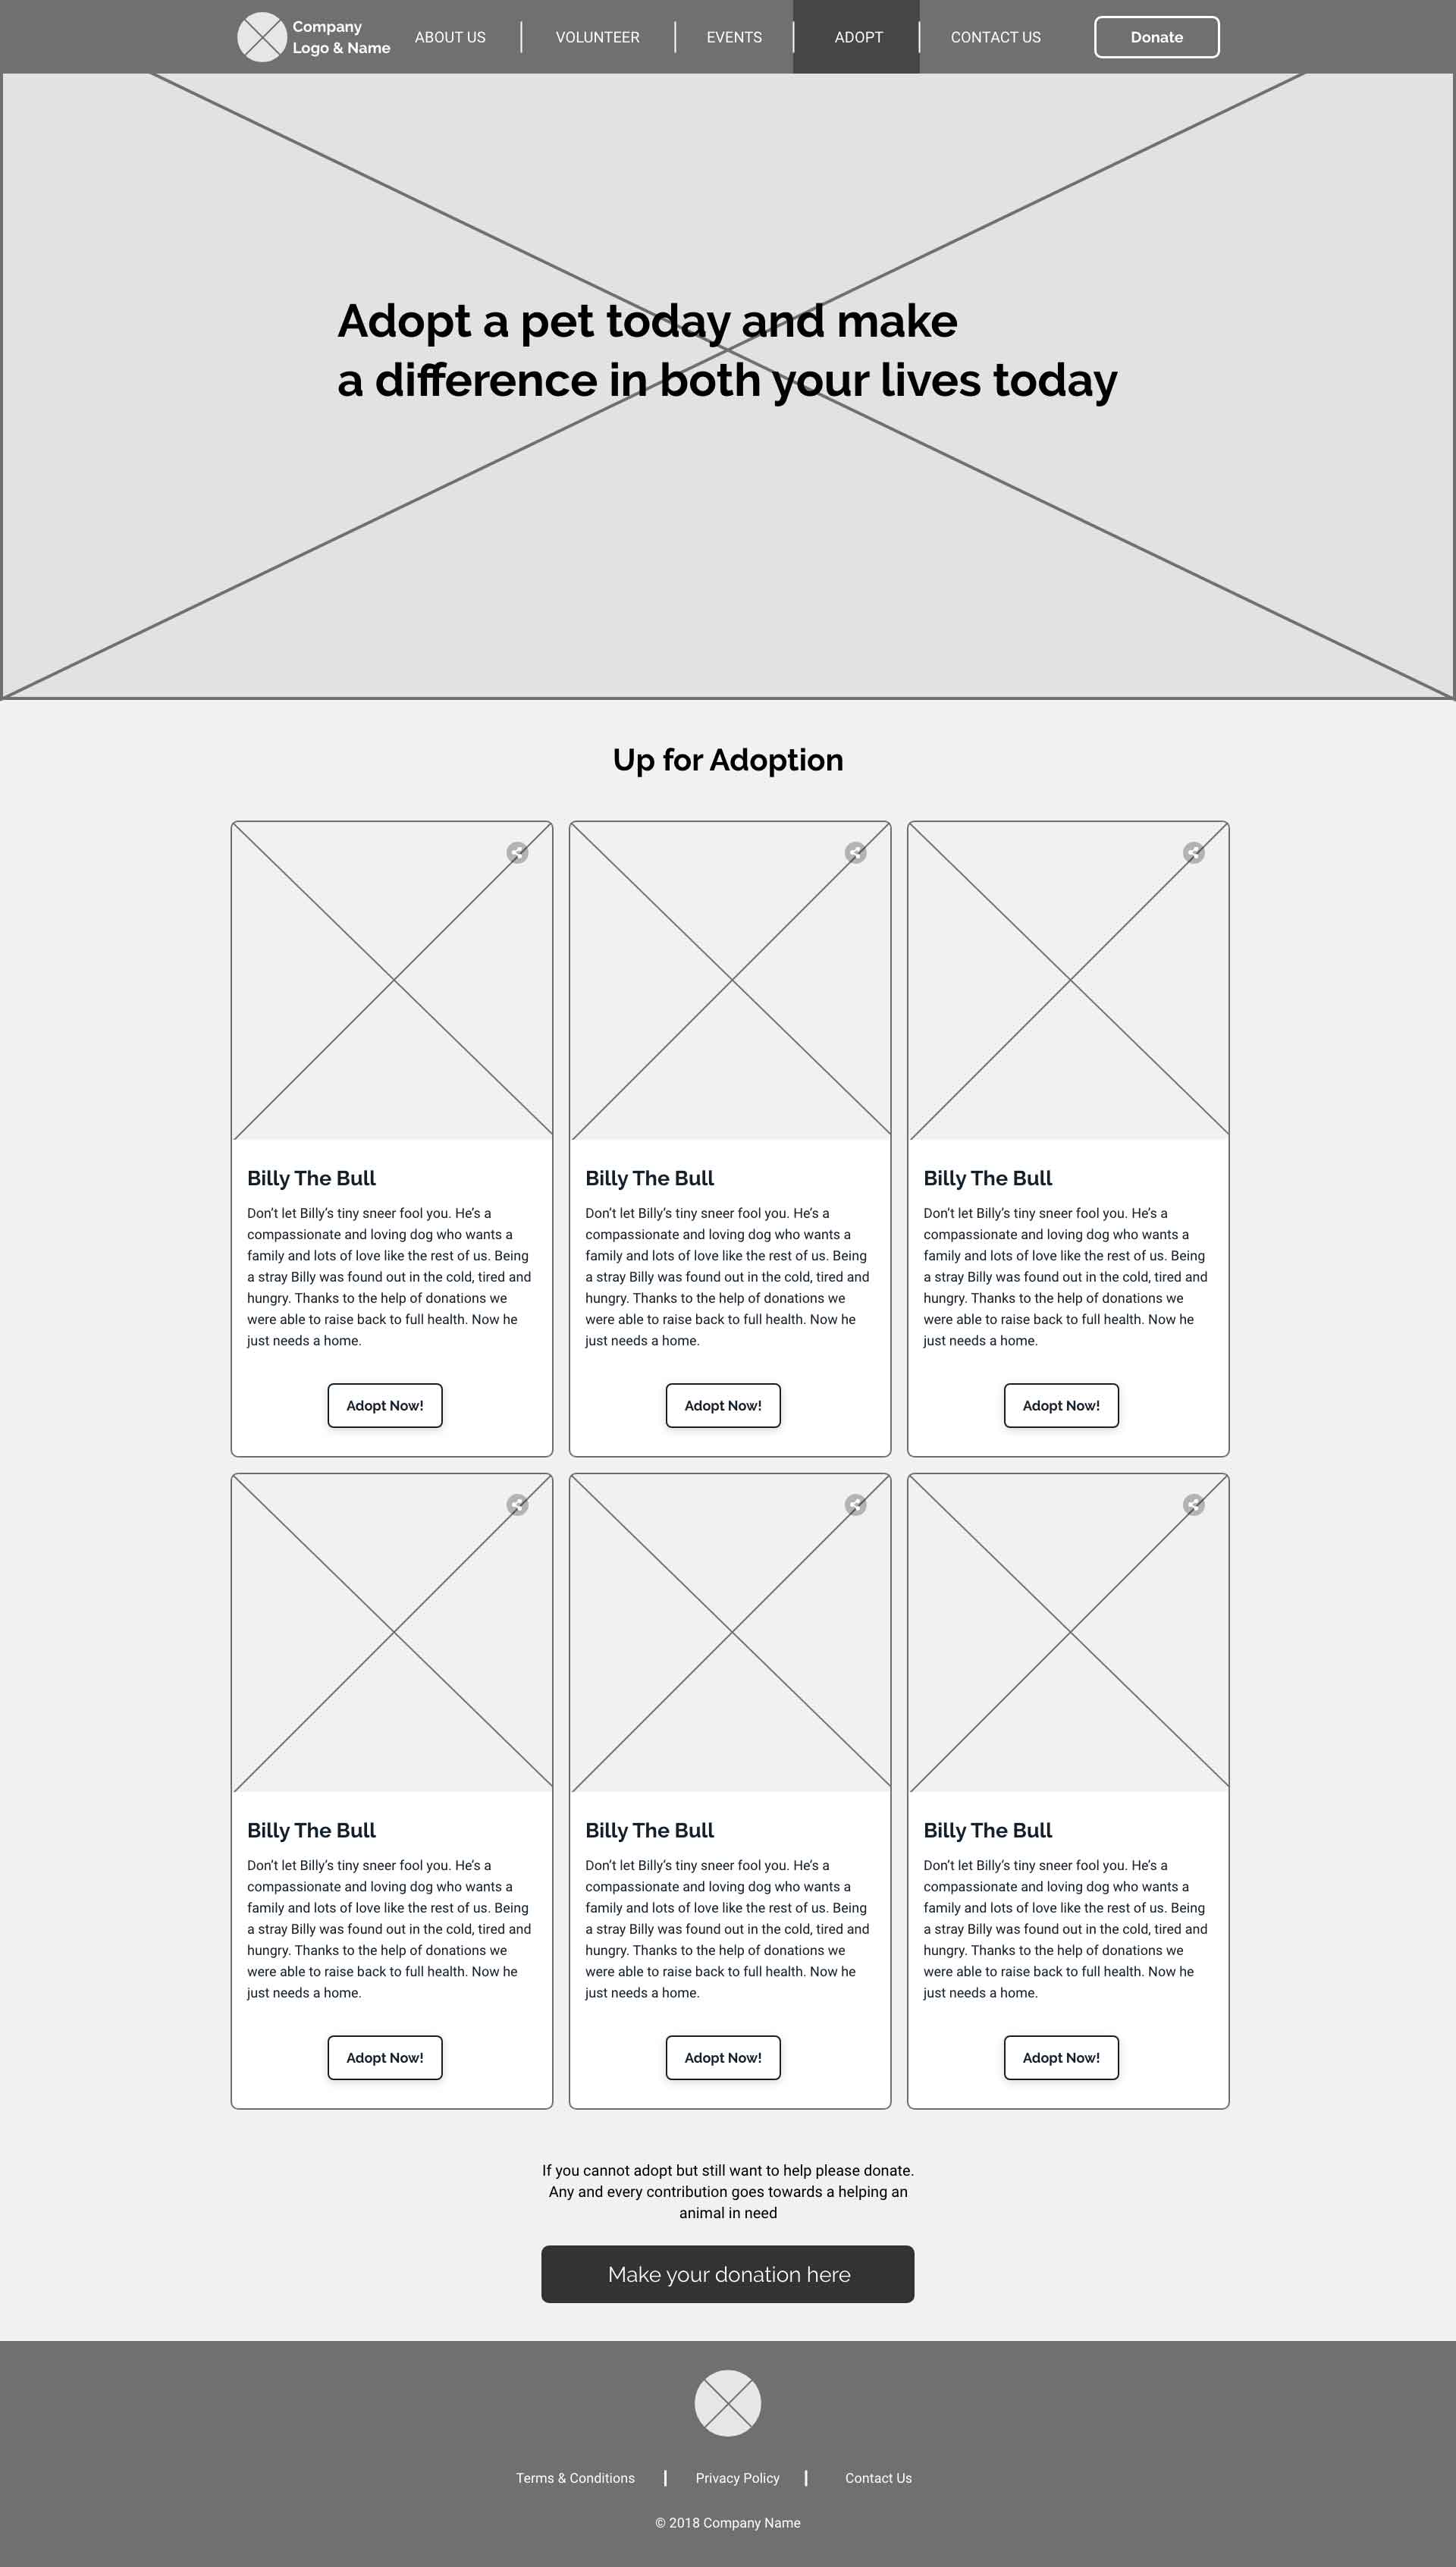 Company
Logo & Name
ABOUT US
VOLUNTEER
EVENTS
ADOPT
CONTACT US
Donate
Adopt a pet today and make
a difference in both your lives today
Up for Adoption
Billy The Bull
Don’t let Billy’s tiny sneer fool you. He’s a
compassionate and loving dog who wants a
family and lots of love like the rest of us. Being
a stray Billy was found out in the cold, tired and
hungry. Thanks to the help of donations we
were able to raise back to full health. Now he
just needs a home.
Adopt Now!
Billy The Bull
Don’t let Billy’s tiny sneer fool you. He’s a
compassionate and loving dog who wants a
family and lots of love like the rest of us. Being
a stray Billy was found out in the cold, tired and
hungry. Thanks to the help of donations we
were able to raise back to full health. Now he
just needs a home.
Adopt Now!
Billy The Bull
Don’t let Billy’s tiny sneer fool you. He’s a
compassionate and loving dog who wants a
family and lots of love like the rest of us. Being
a stray Billy was found out in the cold, tired and
hungry. Thanks to the help of donations we
were able to raise back to full health. Now he
just needs a home.
Adopt Now!
Billy The Bull
Don’t let Billy’s tiny sneer fool you. He’s a
compassionate and loving dog who wants a
family and lots of love like the rest of us. Being
a stray Billy was found out in the cold, tired and
hungry. Thanks to the help of donations we
were able to raise back to full health. Now he
just needs a home.
Adopt Now!
Billy The Bull
Don’t let Billy’s tiny sneer fool you. He’s a
compassionate and loving dog who wants a
family and lots of love like the rest of us. Being
a stray Billy was found out in the cold, tired and
hungry. Thanks to the help of donations we
were able to raise back to full health. Now he
just needs a home.
Adopt Now!
Billy The Bull
Don’t let Billy’s tiny sneer fool you. He’s a
compassionate and loving dog who wants a
family and lots of love like the rest of us. Being
a stray Billy was found out in the cold, tired and
hungry. Thanks to the help of donations we
were able to raise back to full health. Now he
just needs a home.
Adopt Now!
If you cannot adopt but still want to help please donate.
Any and every contribution goes towards a helping an
animal in need
Make your donation here
Terms & Conditions
Privacy Policy
Contact Us
© 2018 Company Name